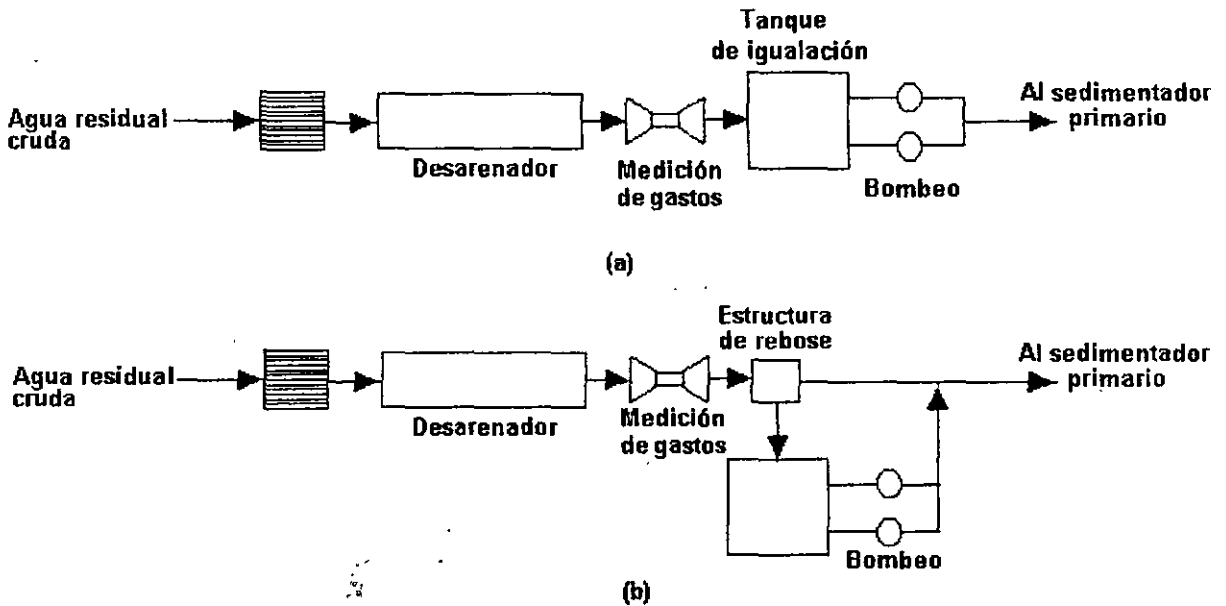 Tanque
de igualación
Agua residual
cruda
Desarenador
Medición
de gastos
Bombeo
Al sedimentador
primario
(a)
Estructura
de rebose
Agua residual
cruda
Desarenador
Medición
de gastos
Bombeo
Al sedimentador
primario
(b)